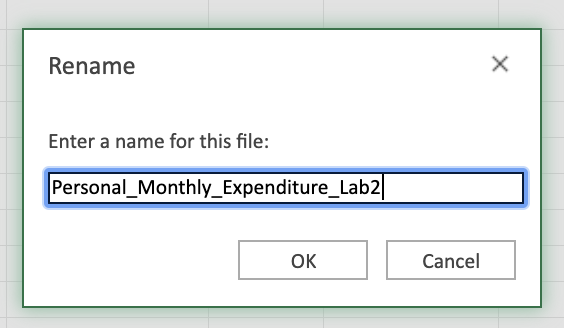 Rename
Enter a name for this file:
Personal_Monthly_Expenditure_Lab2
OK
Cancel